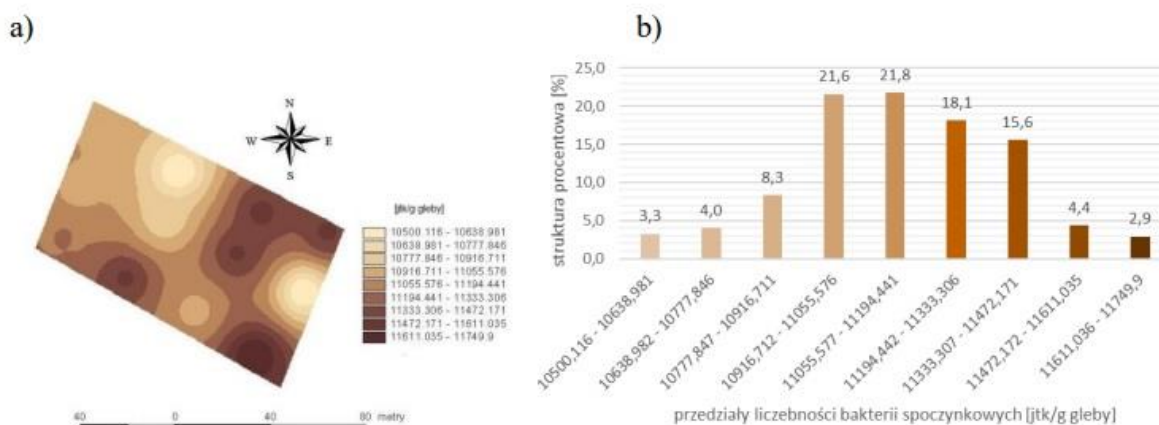 a)
N
W E
S
[jtk/g gleby]
10500.116 - 10638.981
10638.981 - 10777.846
10777.846 - 10916.711
10916.711 - 11055.576
11055.576 - 11194.441
11194.441 - 11333.306
11333.306 - 11472.171
11472.171 - 11611.035
11611.035 - 11749.9
40 0 40 80 metry
b)
struktura procentowa [%]
25,0
20,0
15,0
10,0
5,0
0,0
3,3
4,0
8,3
21,6
21,8
18,1
15,6
4,4
2,9
10500,116 - 10638,981
10638,982 - 10777,846
10777,847 - 10916,711
10916,712 - 11055,576
11055,577 - 11194,441
11194,442 - 11333,306
11333,307 - 11472,171
11472,172 - 11611,035
11611,036 - 11749,9
przedziały liczebności bakterii spoczynkowych [jtk/g gleby]